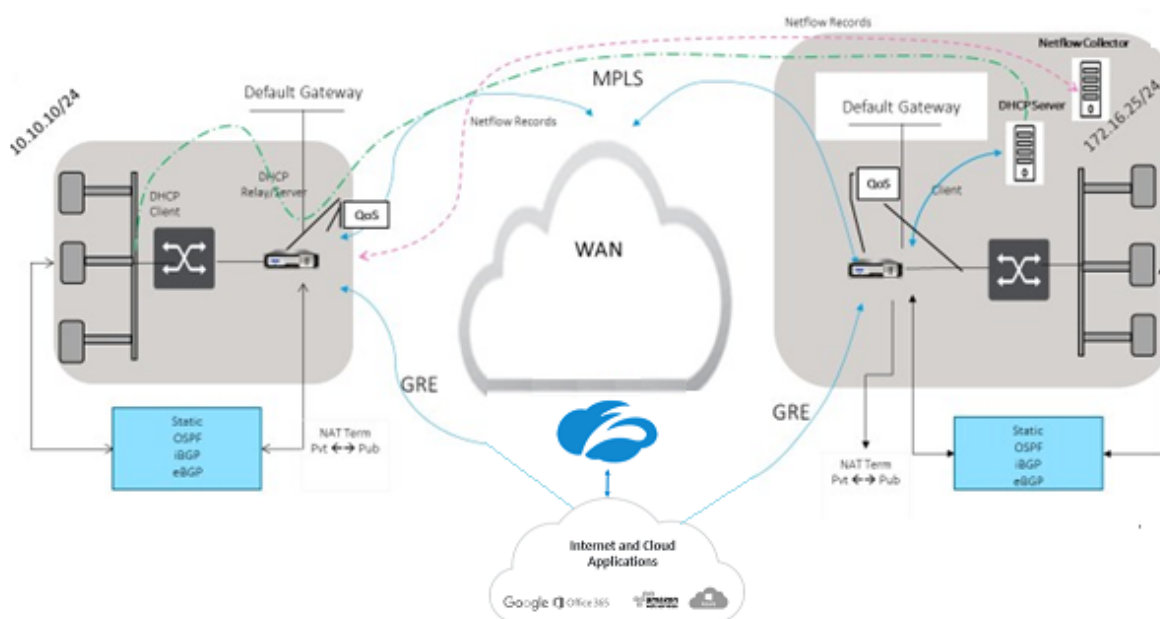 Netflow Records
Netflow Collector
MPLS
Default Gateway
Netflow Records
Default Gateway
DHCP Server
10.10.10/24
172.16.25/24
DHCP
Client
DHCP
Relay/Server
QoS
QoS
Client
WAN
GRE
GRE
Static
OSPF
iBGP
eBGP
NAT Term
Pvt ←→ Pub
NAT Term
Pvt ←→ Pub
Static
OSPF
iBGP
eBGP
Internet and Cloud
Applications
Google Office 365 amazon